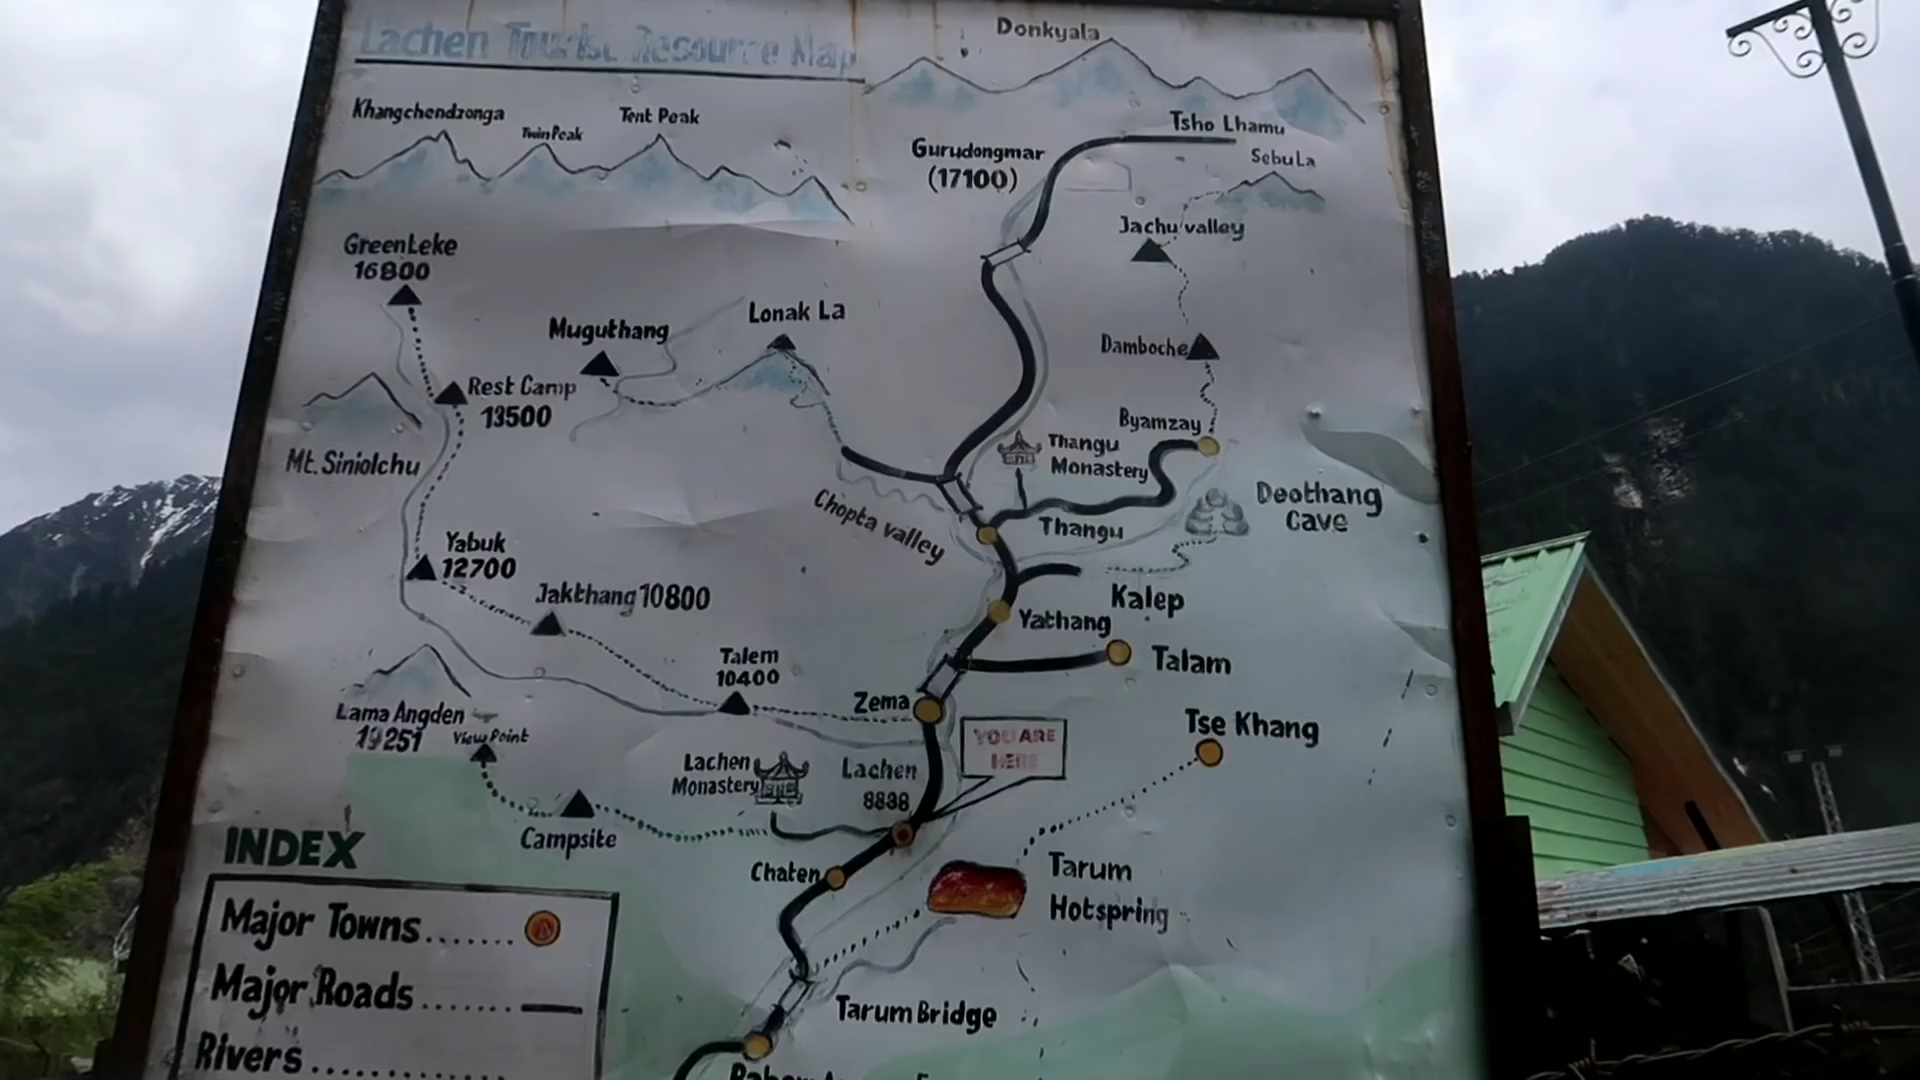 Lachen Tourist Resource Map
Donkyala
Khangchendzonga
Twin Peak
Tent Peak
Tsho Lhamu
Gurudongmar
(17100)
Sebu La
Jachu valley
GreenLeke
16800
Muguthang
Lonak La
Damboche
Rest Camp
13500
Byamzay
Mt. Siniolchu
Thangu
Monastery
Deothang
Cave
Chopta valley
Thangu
Yabuk
12700
Jakthang 10800
Kalep
Yathang
Talem
10400
Talam
Zema
Lama Angden
19251
View Point
YOU ARE
HERE
Tse Khang
Lachen
Monastery
Lachen
8838
Campsite
INDEX
Chaten
Tarum
Hotspring
Major Towns.......
Major Roads.......
Tarum Bridge
Rivers............